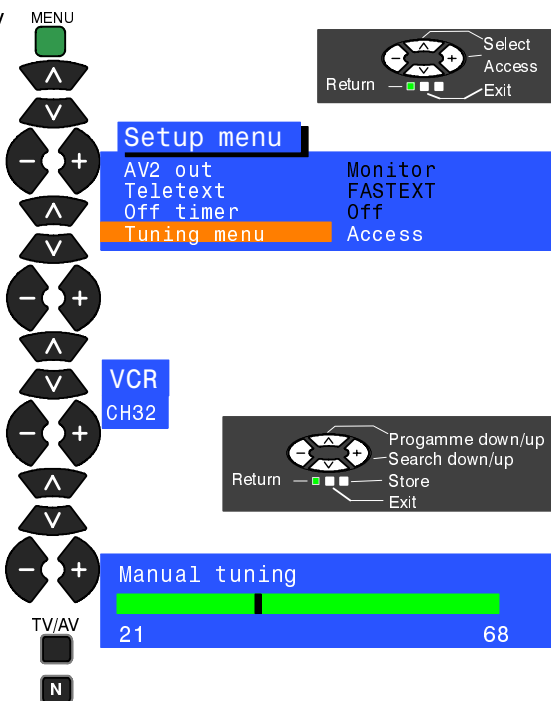 MENU
Select
Access
Return
Exit
Setup menu
AV2 out Monitor
Teletext FASTEXT
Off timer Off
Tuning menu Access
VCR
CH32
Progamme down/up
Search down/up
Return
Store
Exit
Manual tuning
21 68
TV/AV
N